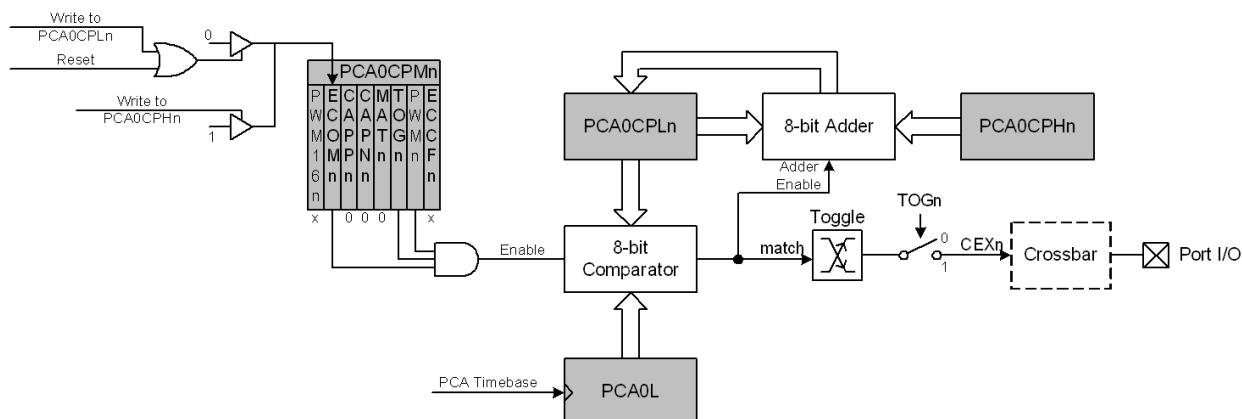 Write to
PCA0CPLn
Reset
0
Write to
PCA0CPHn
1
PCA0CPMn
PWM16n
ECOMn
CAPPn
CAPNn
MATn
TOGn
PWMn
ECCFn
x
0
0
0
x
Enable
PCA0CPLn
8-bit Adder
PCA0CPHn
Adder
Enable
8-bit
Comparator
match
Toggle
TOGn
0
1
CEXn
Crossbar
Port I/O
PCA Timebase
PCA0L